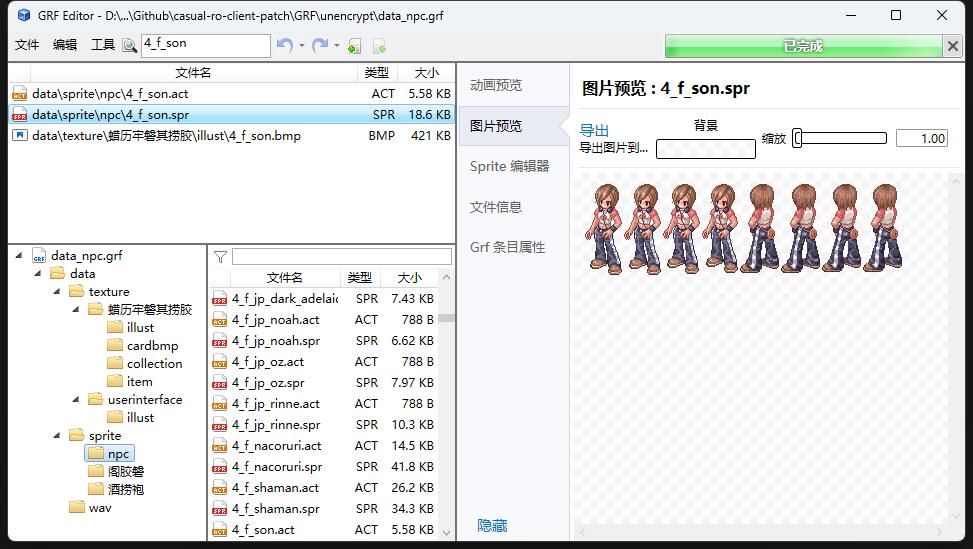 GRF Editor - D:\...\Github\casual-ro-client-patch\GRF\unencrypt\data_npc.grf
文件 编辑 工具 4_f_son 已完成
文件名 类型 大小
data\sprite\npc\4_f_son.act ACT 5.58 KB
data\sprite\npc\4_f_son.spr SPR 18.6 KB
data\texture\蜡历牢磐其捞胶\illust\4_f_son.bmp BMP 421 KB
data_npc.grf
data
texture
蜡历牢磐其捞胶
illust
cardbmp
collection
item
userinterface
illust
sprite
npc
阁胶磐
酒捞袍
wav
文件名 类型 大小
4_f_jp_dark_adelaid SPR 7.43 KB
4_f_jp_noah.act ACT 788 B
4_f_jp_noah.spr SPR 6.62 KB
4_f_jp_oz.act ACT 788 B
4_f_jp_oz.spr SPR 7.97 KB
4_f_jp_rinne.act ACT 788 B
4_f_jp_rinne.spr SPR 10.3 KB
4_f_nacoruri.act ACT 14.5 KB
4_f_nacoruri.spr SPR 41.8 KB
4_f_shaman.act ACT 26.2 KB
4_f_shaman.spr SPR 34.3 KB
4_f_son.act ACT 5.58 KB
动画预览
图片预览
Sprite 编辑器
文件信息
Grf 条目属性
隐藏
图片预览 : 4_f_son.spr
导出
导出图片到...
背景
缩放 1.00